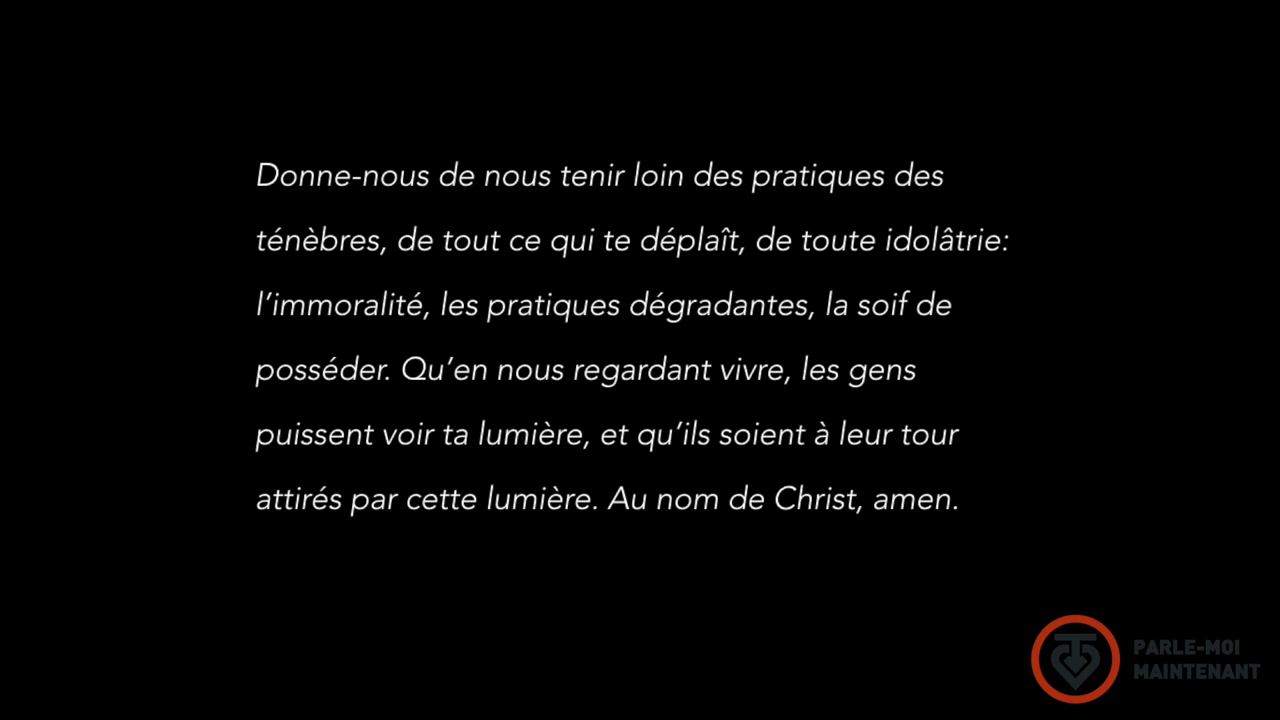 Donne-nous de nous tenir loin des pratiques des
ténèbres, de tout ce qui te déplaît, de toute idolâtrie:
l’immoralité, les pratiques dégradantes, la soif de
posséder. Qu’en nous regardant vivre, les gens
puissent voir ta lumière, et qu’ils soient à leur tour
attirés par cette lumière. Au nom de Christ, amen.
PARLE-MOI
MAINTENANT